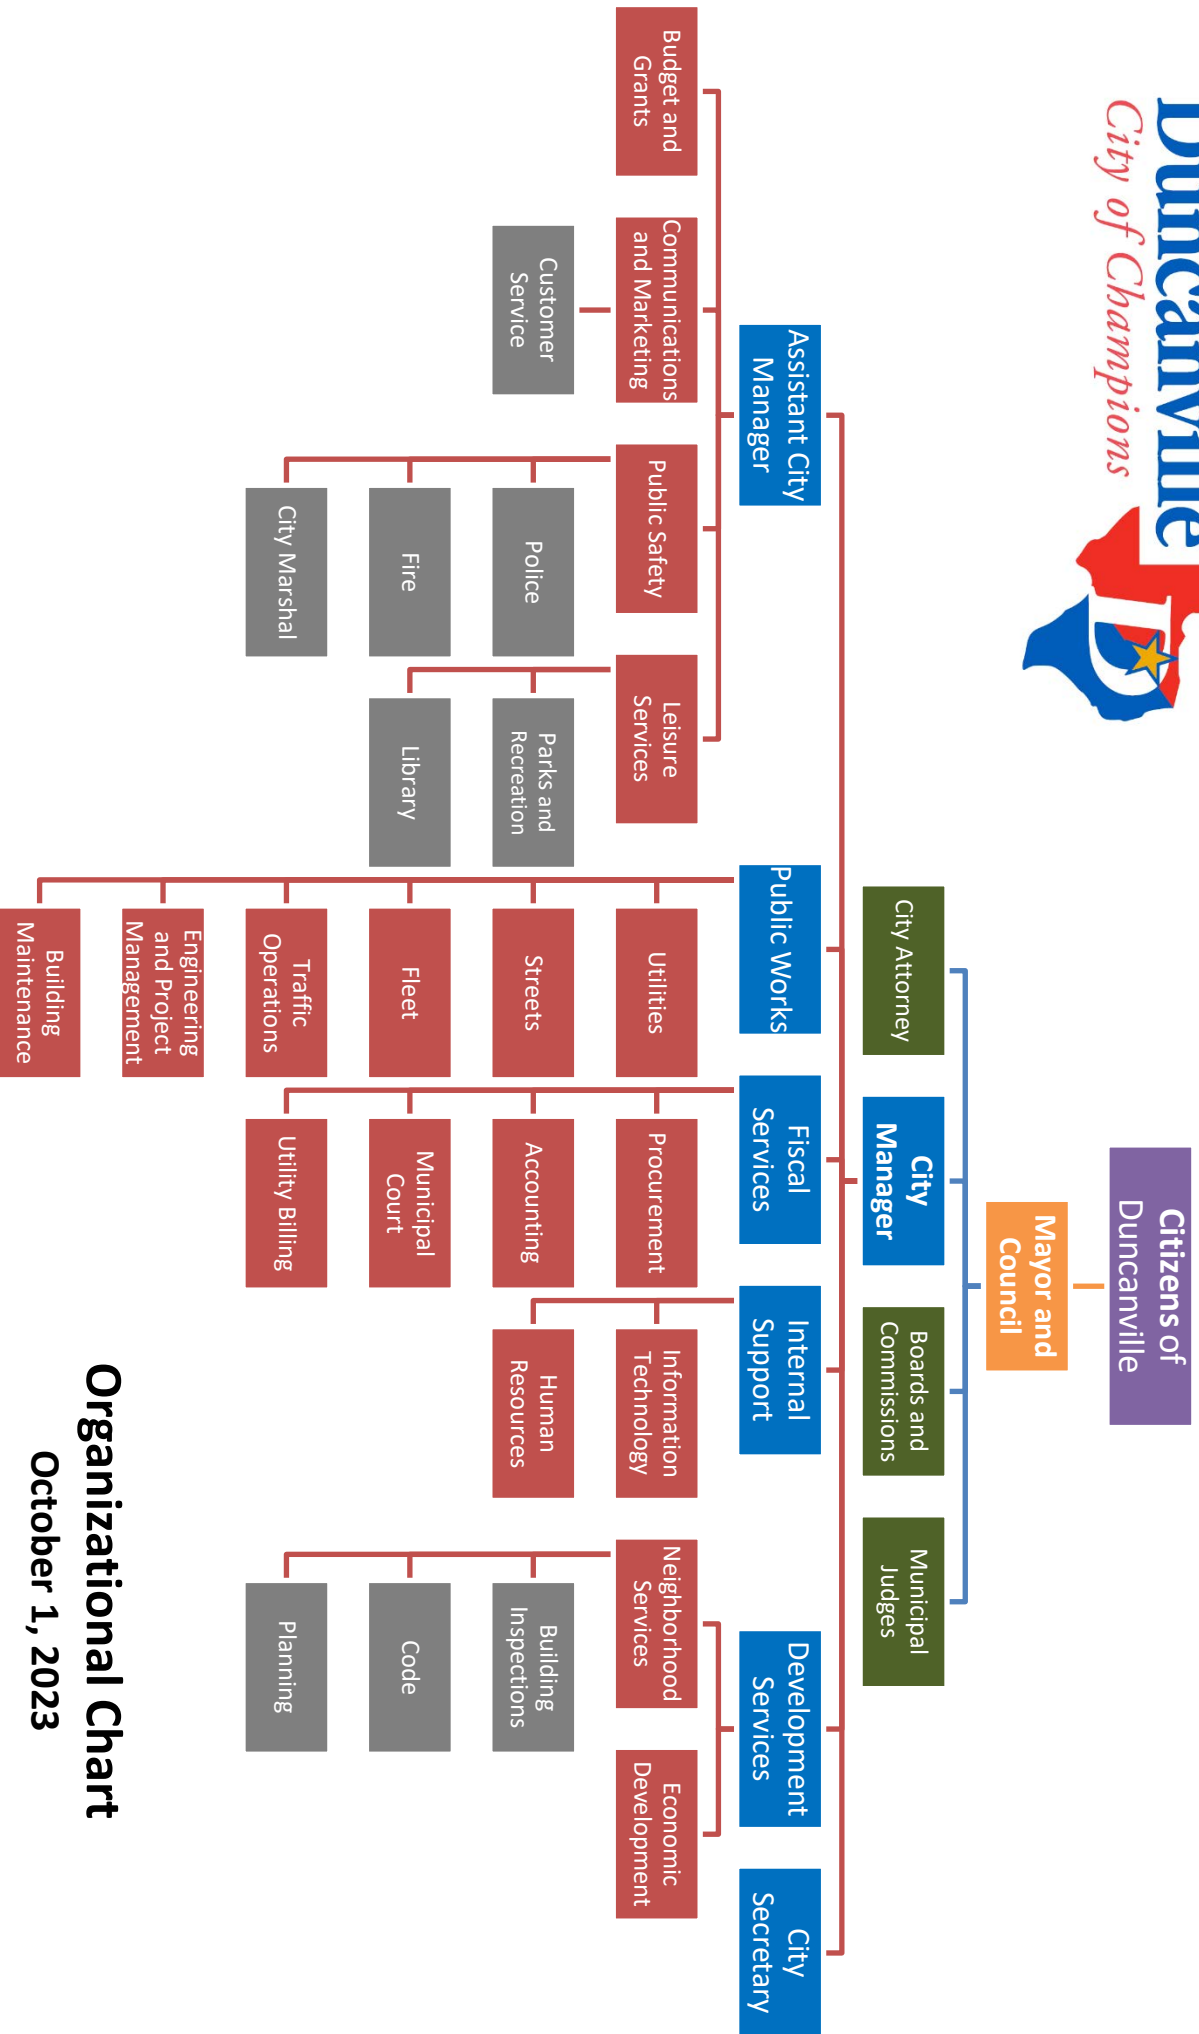 Duncanville
City of Champions
Citizens of
Duncanville
Mayor and
Council
City Attorney
City
Manager
Boards and
Commissions
Municipal
Judges
Assistant City
Manager
Public Works
Fiscal
Services
Internal
Support
Development
Services
City
Secretary
Budget and
Grants
Communications
and Marketing
Customer
Service
Public Safety
Police
Fire
City Marshal
Leisure
Services
Parks and
Recreation
Library
Utilities
Streets
Fleet
Traffic
Operations
Engineering
and Project
Management
Building
Maintenance
Procurement
Accounting
Municipal
Court
Utility Billing
Information
Technology
Human
Resources
Neighborhood
Services
Building
Inspections
Code
Planning
Economic
Development
Organizational Chart
October 1, 2023